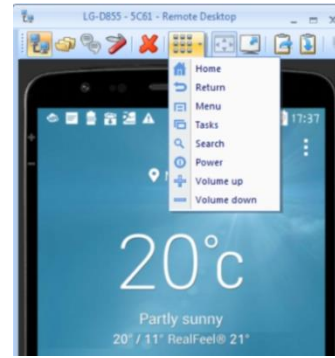 LG-D855 - 5C61 - Remote Desktop
Home
Return
Menu
Tasks
Search
Power
Volume up
Volume down
17:37
20°c
Partly sunny
20° / 11° RealFeel® 21°